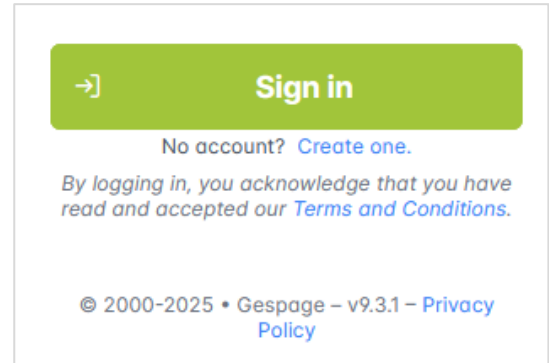 Sign in
No account? Create one.
By logging in, you acknowledge that you have
read and accepted our Terms and Conditions.
© 2000-2025 • Gespage – v9.3.1 – Privacy
Policy